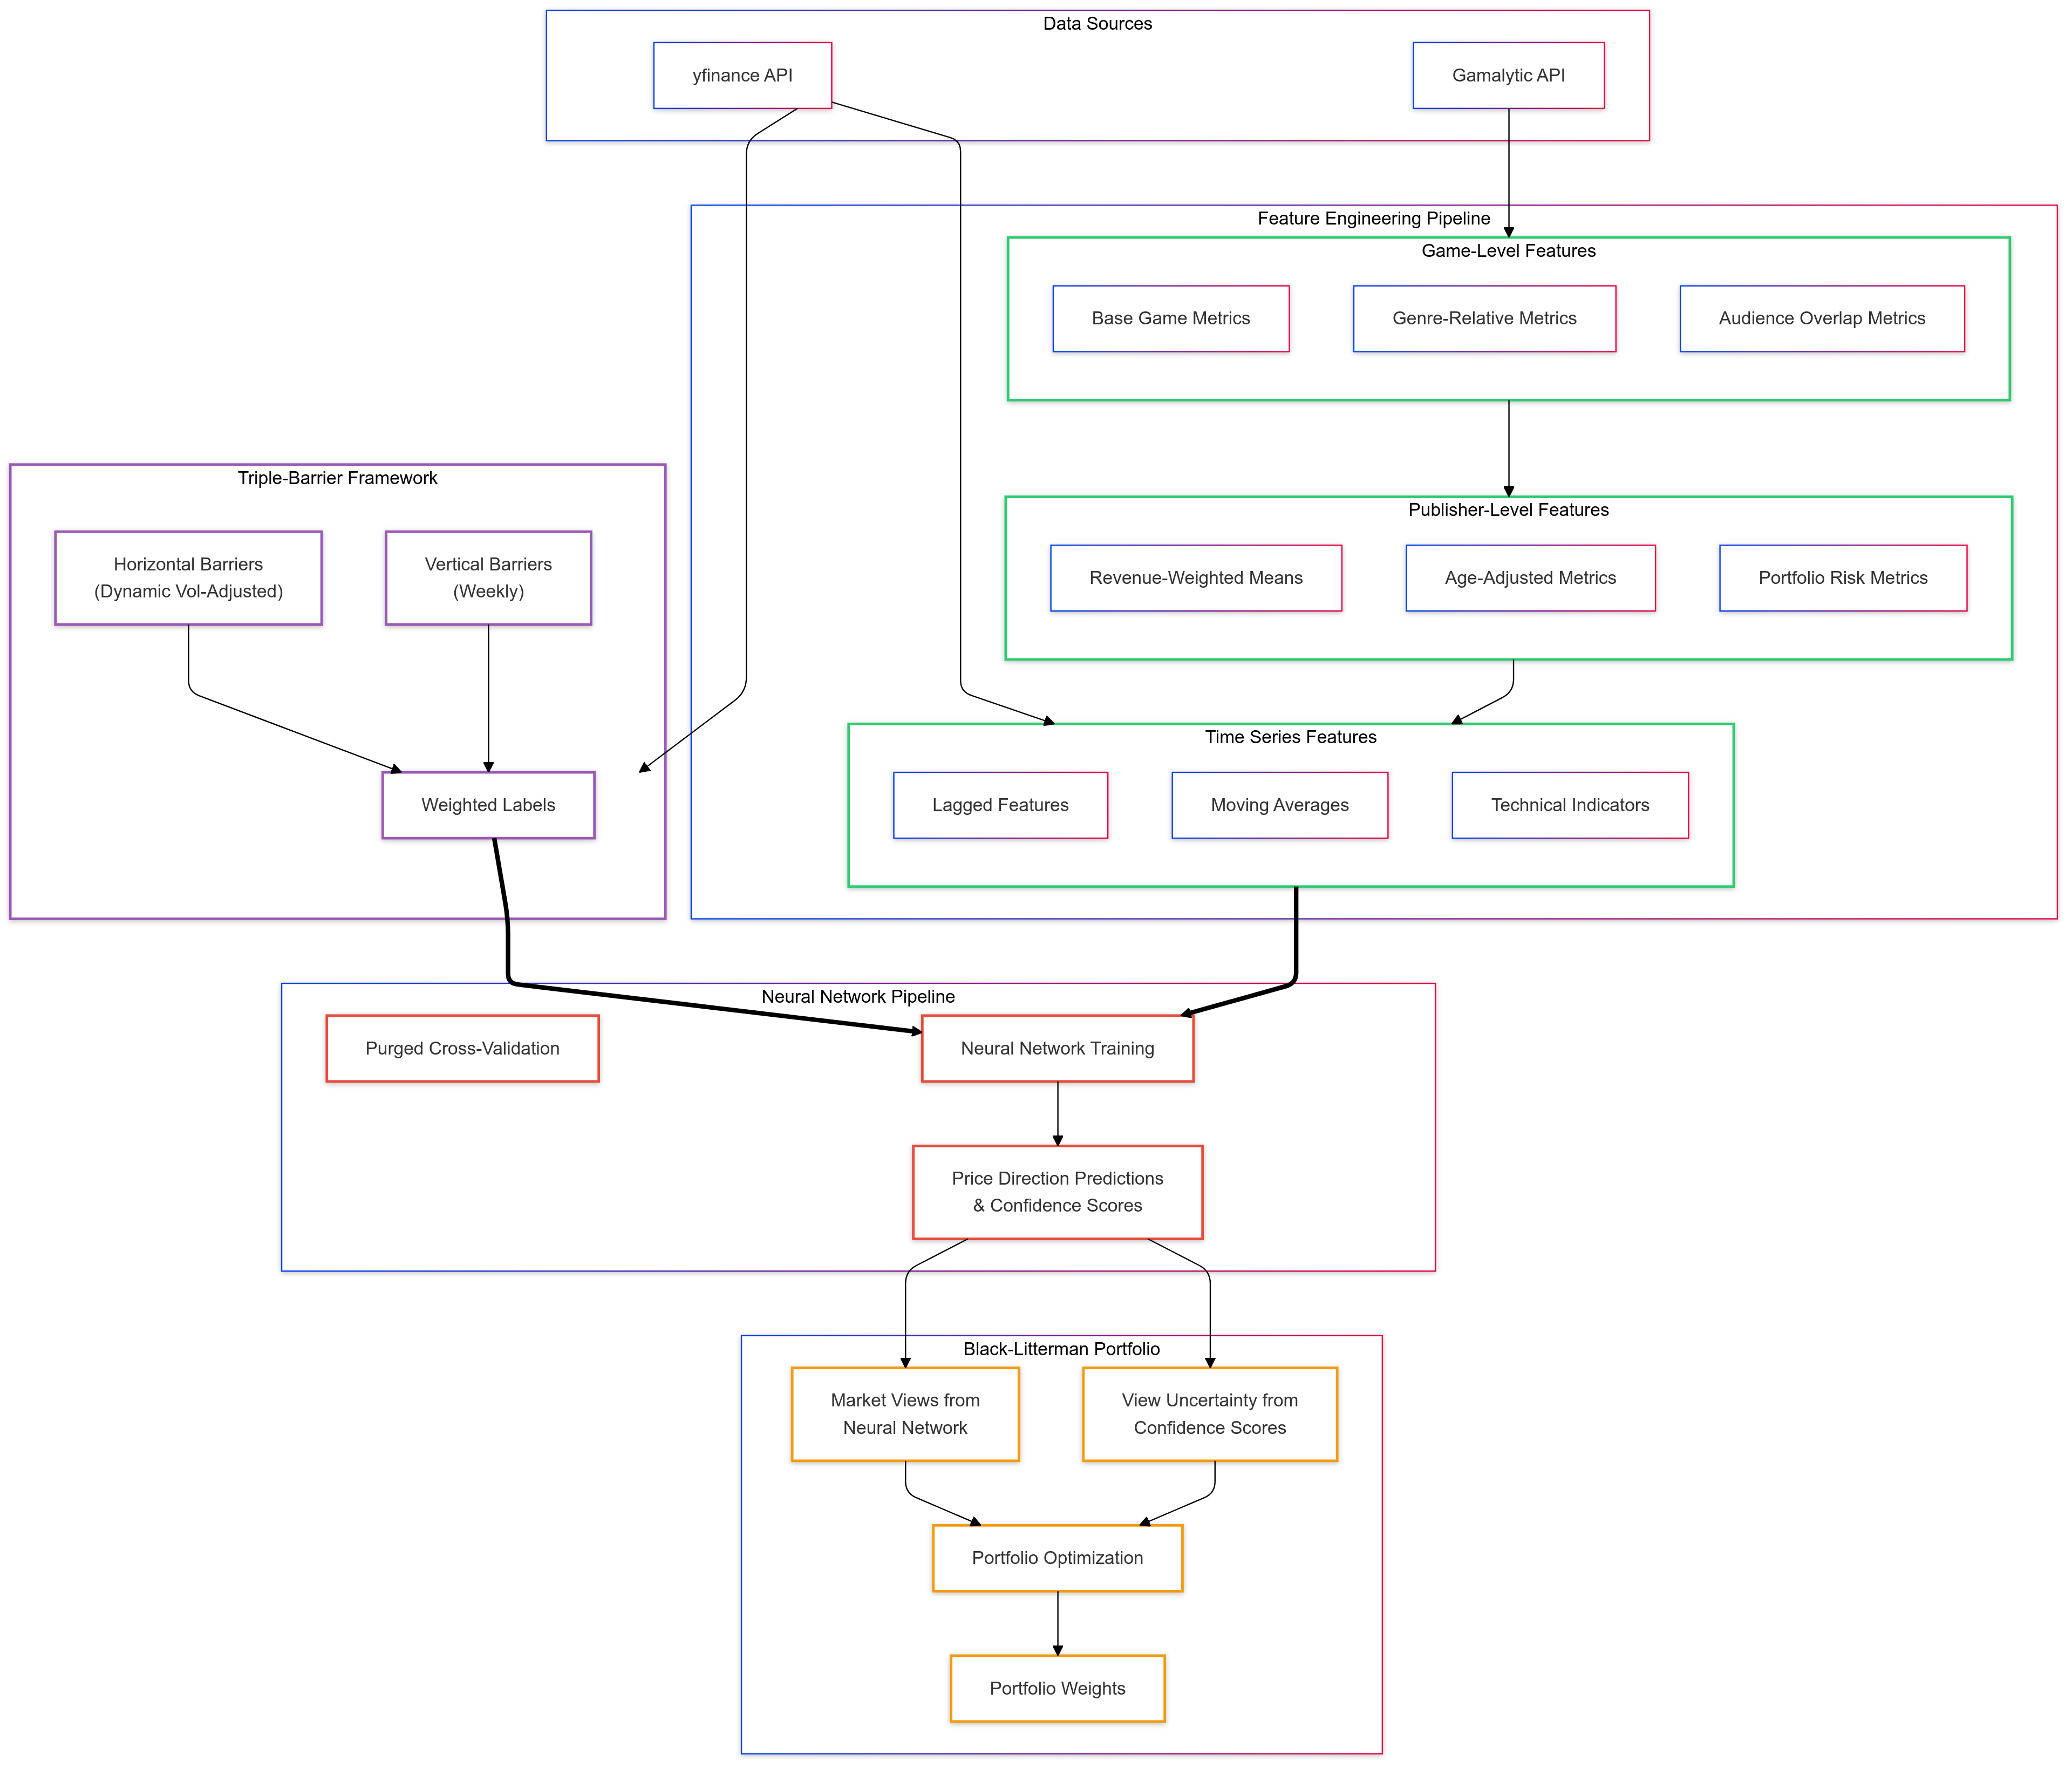 Data Sources
yfinance API
Gamalytic API
Feature Engineering Pipeline
Game-Level Features
Base Game Metrics
Genre-Relative Metrics
Audience Overlap Metrics
Triple-Barrier Framework
Horizontal Barriers
(Dynamic Vol-Adjusted)
Vertical Barriers
(Weekly)
Weighted Labels
Publisher-Level Features
Revenue-Weighted Means
Age-Adjusted Metrics
Portfolio Risk Metrics
Time Series Features
Lagged Features
Moving Averages
Technical Indicators
Neural Network Pipeline
Purged Cross-Validation
Neural Network Training
Price Direction Predictions
& Confidence Scores
Black-Litterman Portfolio
Market Views from
Neural Network
View Uncertainty from
Confidence Scores
Portfolio Optimization
Portfolio Weights